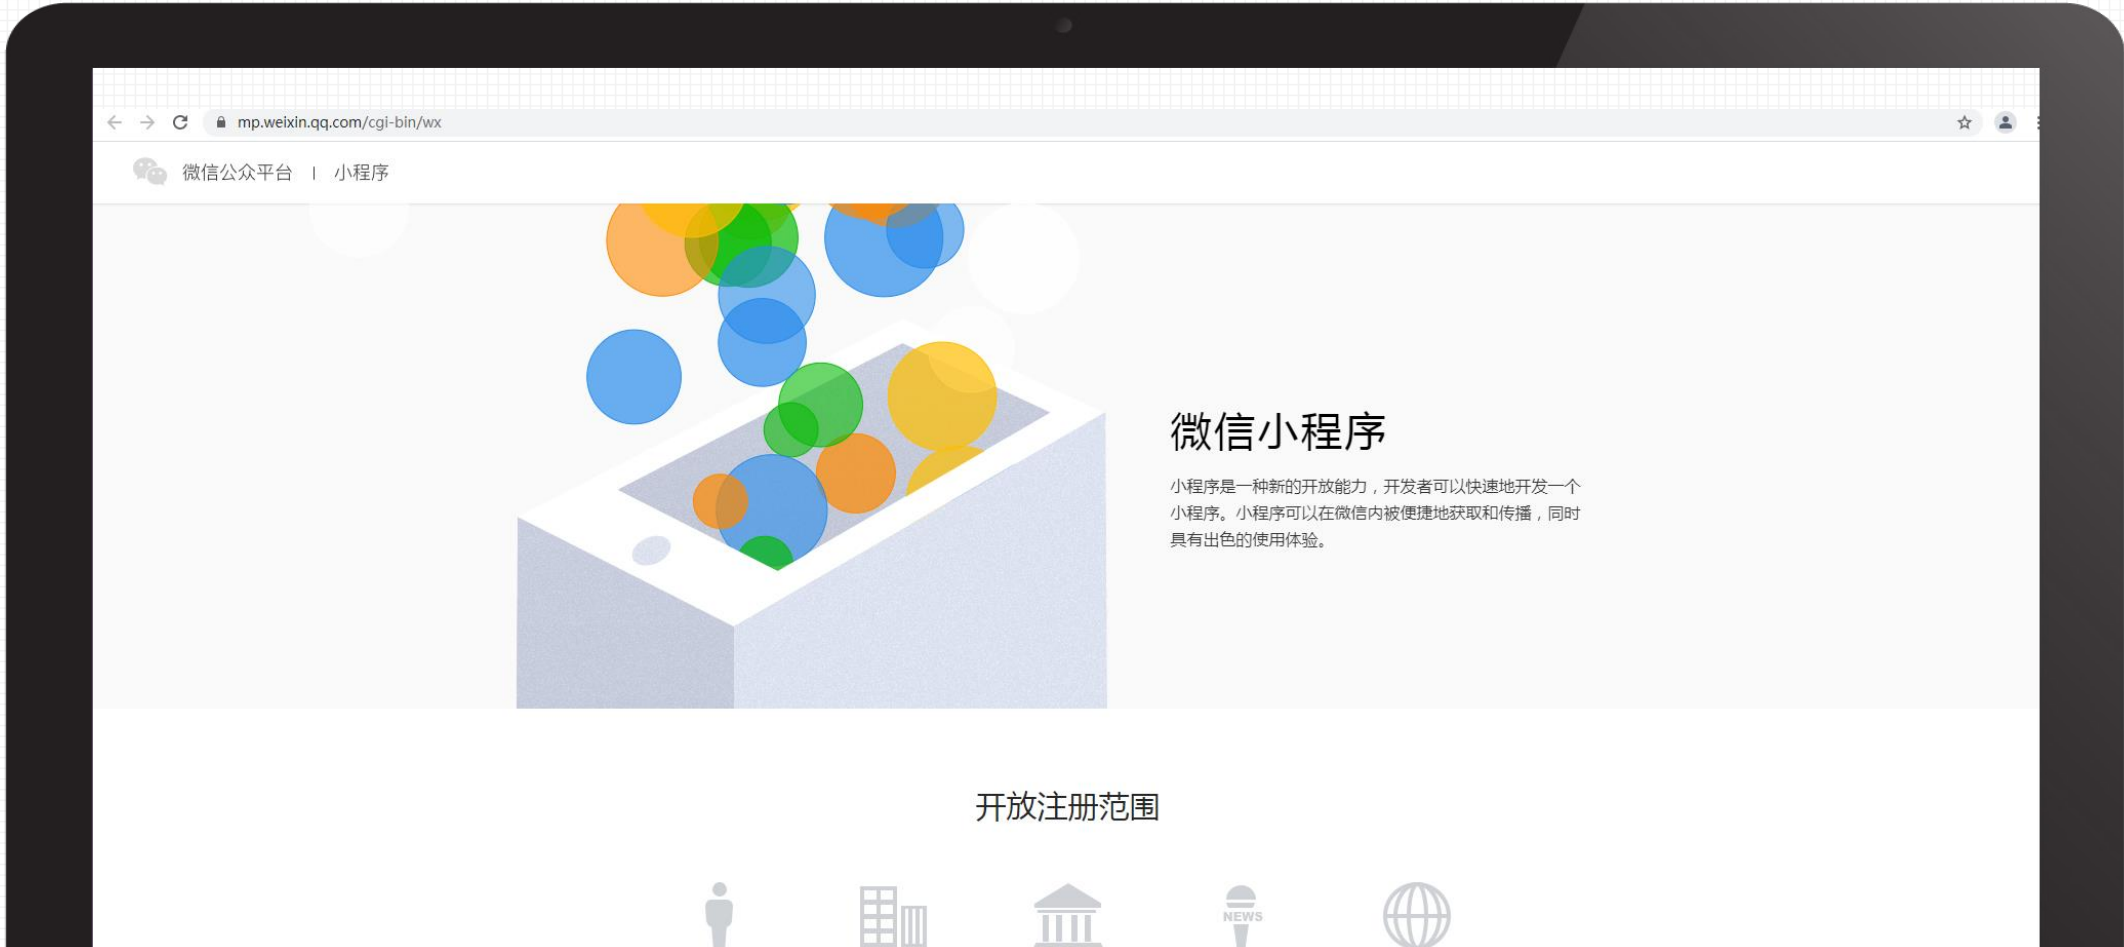 mp.weixin.qq.com/cgi-bin/wx
微信公众平台 | 小程序
微信小程序
小程序是一种新的开放能力，开发者可以快速地开发一个
小程序。小程序可以在微信内被便捷地获取和传播，同时
具有出色的使用体验。
开放注册范围
NEWS